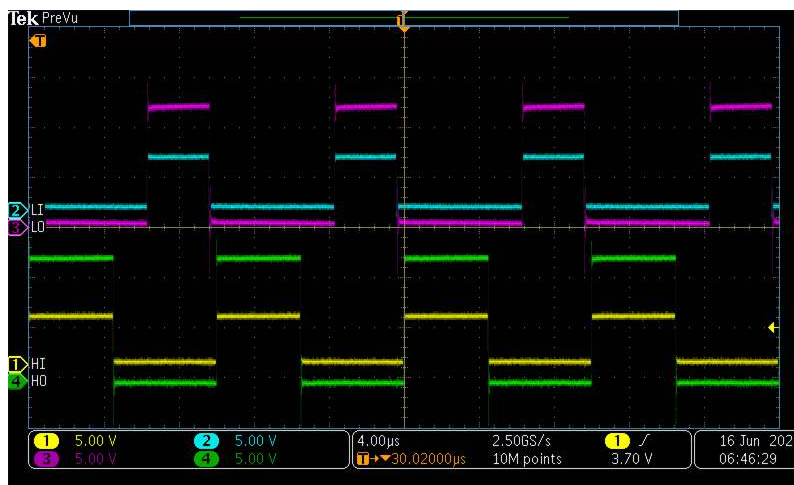 Tek PreVu
T
T
2 LI
3 LO
1 HI
4 HO
1 5.00 V 2 5.00 V 4.00µs 2.50GS/s 1 16 Jun 202
3 5.00 V 4 5.00 V T→▼30.02000µs 10M points 3.70 V 06:46:29